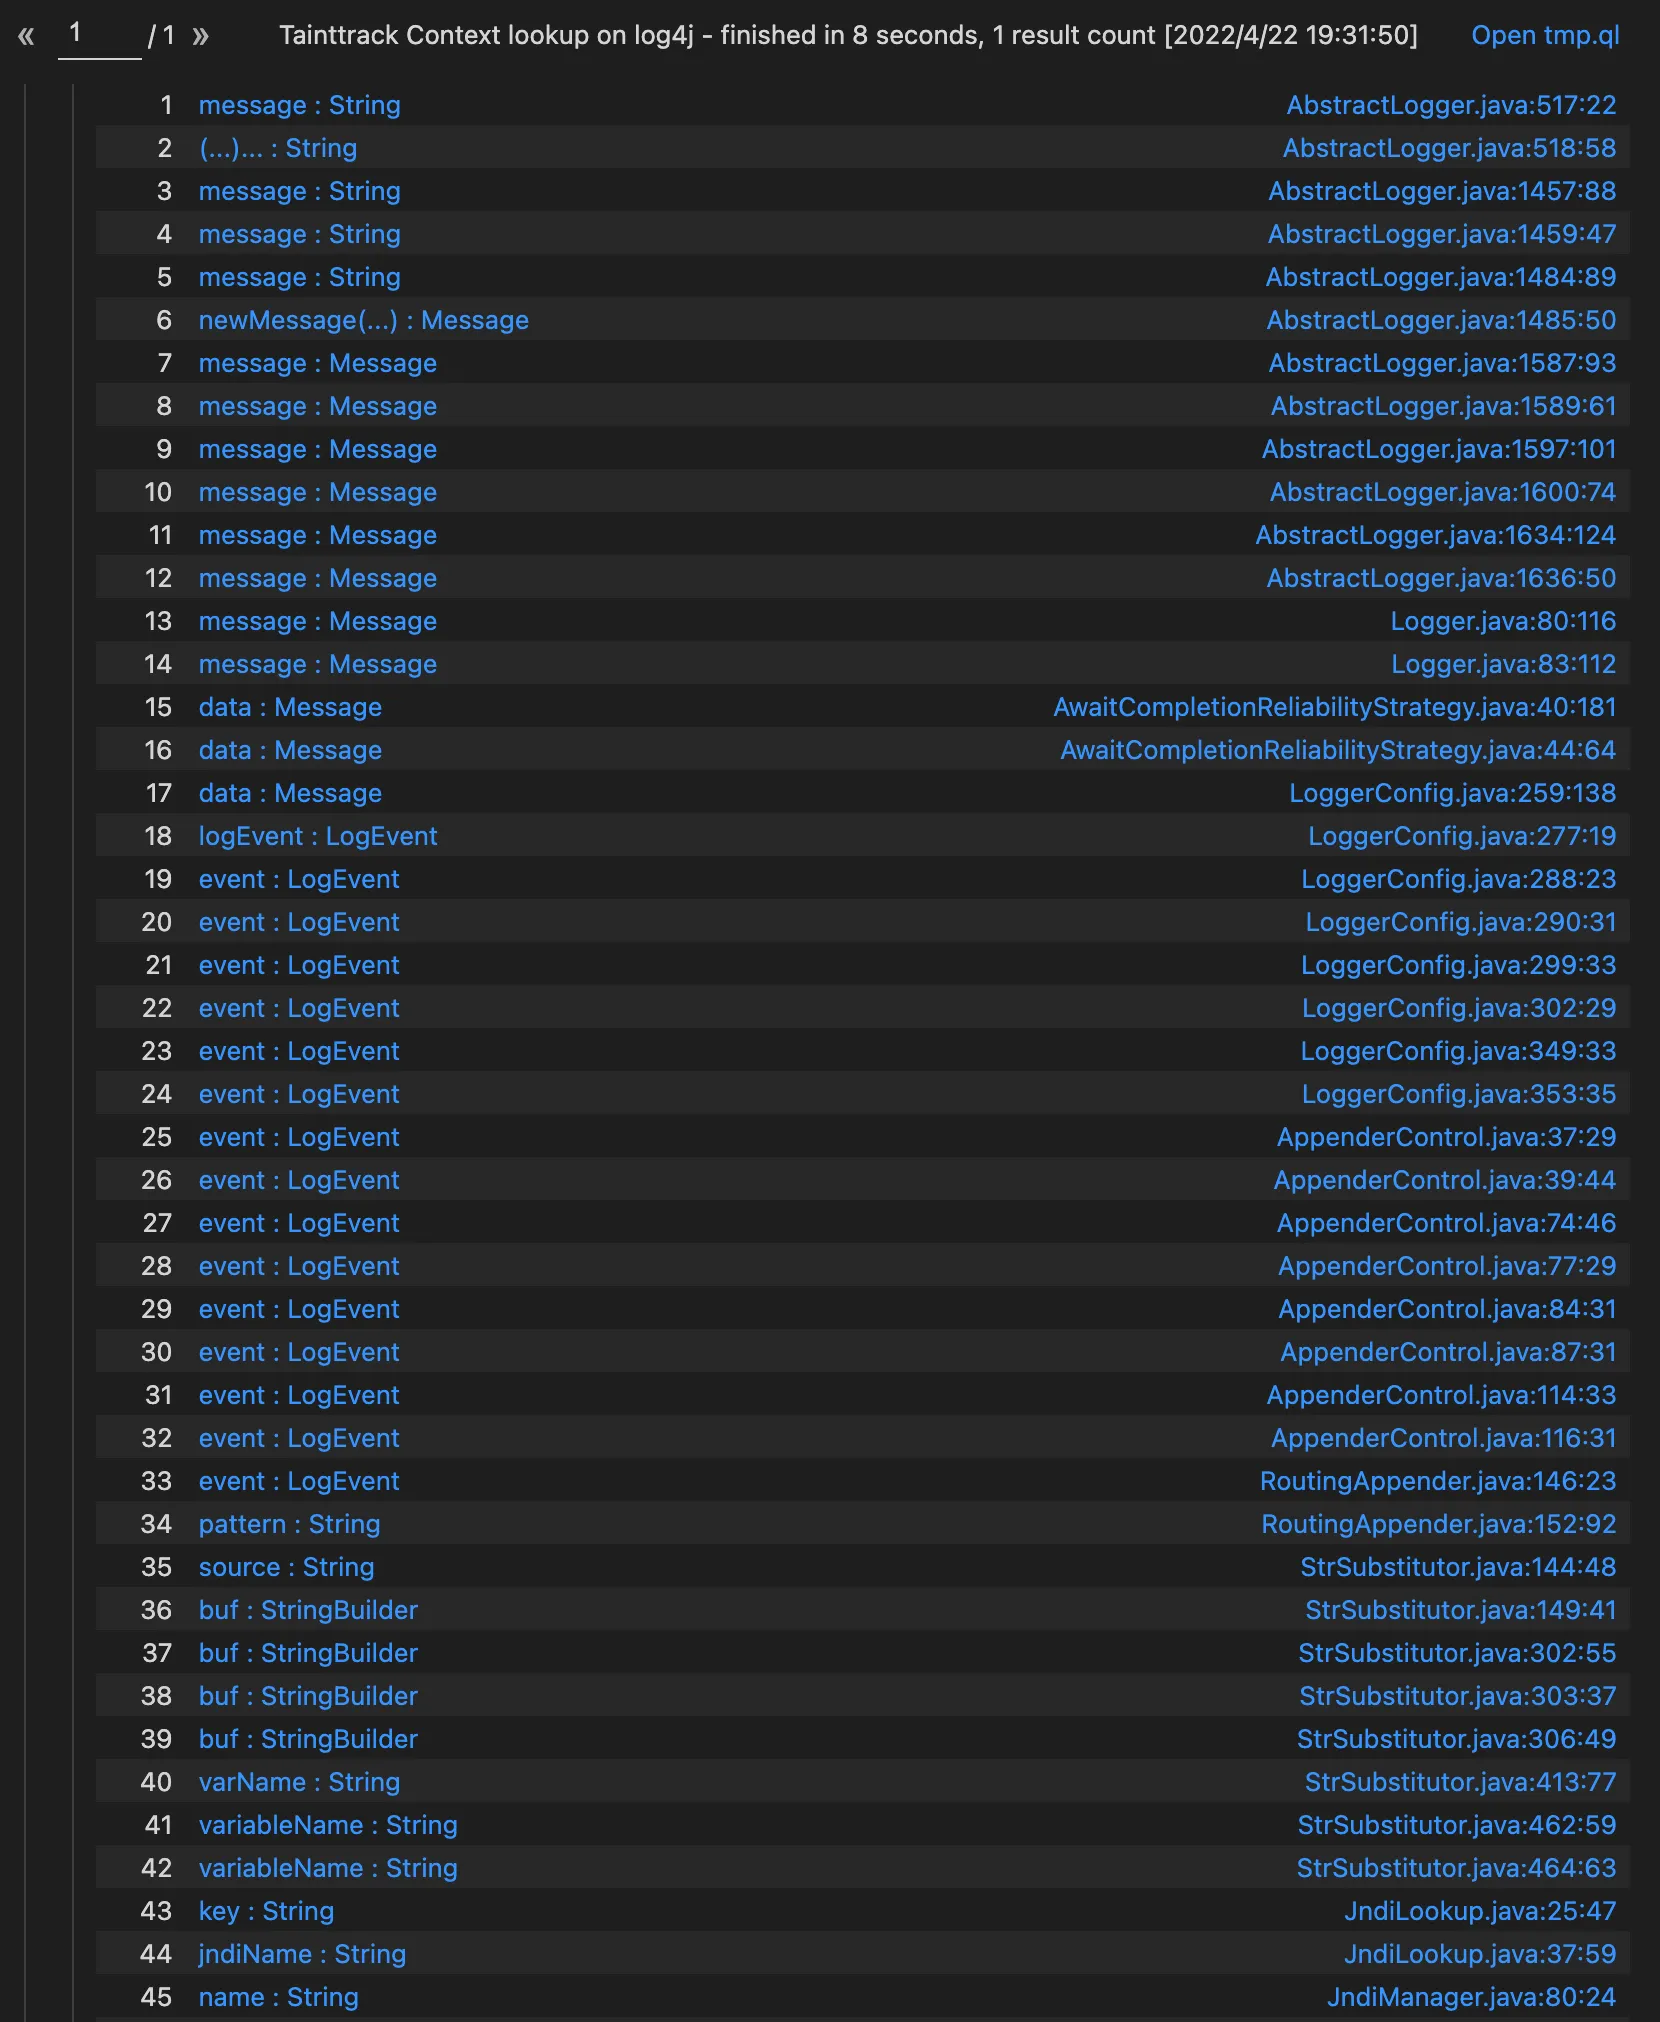 « 1 / 1 » Tainttrack Context lookup on log4j - finished in 8 seconds, 1 result count [2022/4/22 19:31:50] Open tmp.ql
1 message : String AbstractLogger.java:517:22
2 (...)... : String AbstractLogger.java:518:58
3 message : String AbstractLogger.java:1457:88
4 message : String AbstractLogger.java:1459:47
5 message : String AbstractLogger.java:1484:89
6 newMessage(...) : Message AbstractLogger.java:1485:50
7 message : Message AbstractLogger.java:1587:93
8 message : Message AbstractLogger.java:1589:61
9 message : Message AbstractLogger.java:1597:101
10 message : Message AbstractLogger.java:1600:74
11 message : Message AbstractLogger.java:1634:124
12 message : Message AbstractLogger.java:1636:50
13 message : Message Logger.java:80:116
14 message : Message Logger.java:83:112
15 data : Message AwaitCompletionReliabilityStrategy.java:40:181
16 data : Message AwaitCompletionReliabilityStrategy.java:44:64
17 data : Message LoggerConfig.java:259:138
18 logEvent : LogEvent LoggerConfig.java:277:19
19 event : LogEvent LoggerConfig.java:288:23
20 event : LogEvent LoggerConfig.java:290:31
21 event : LogEvent LoggerConfig.java:299:33
22 event : LogEvent LoggerConfig.java:302:29
23 event : LogEvent LoggerConfig.java:349:33
24 event : LogEvent LoggerConfig.java:353:35
25 event : LogEvent AppenderControl.java:37:29
26 event : LogEvent AppenderControl.java:39:44
27 event : LogEvent AppenderControl.java:74:46
28 event : LogEvent AppenderControl.java:77:29
29 event : LogEvent AppenderControl.java:84:31
30 event : LogEvent AppenderControl.java:87:31
31 event : LogEvent AppenderControl.java:114:33
32 event : LogEvent AppenderControl.java:116:31
33 event : LogEvent RoutingAppender.java:146:23
34 pattern : String RoutingAppender.java:152:92
35 source : String StrSubstitutor.java:144:48
36 buf : StringBuilder StrSubstitutor.java:149:41
37 buf : StringBuilder StrSubstitutor.java:302:55
38 buf : StringBuilder StrSubstitutor.java:303:37
39 buf : StringBuilder StrSubstitutor.java:306:49
40 varName : String StrSubstitutor.java:413:77
41 variableName : String StrSubstitutor.java:462:59
42 variableName : String StrSubstitutor.java:464:63
43 key : String JndiLookup.java:25:47
44 jndiName : String JndiLookup.java:37:59
45 name : String JndiManager.java:80:24